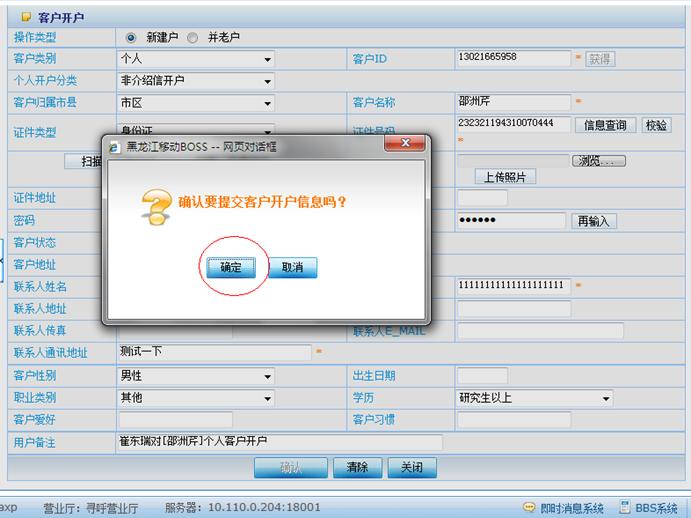 客户开户
操作类型 新建户 并老户
客户类别 个人 客户ID 13021665958 * 获得
个人开户分类 非介绍信开户
客户归属市县 市区 客户名称 邵洲芹 *
证件类型 身份证 证件号码 232321194310070444 信息查询 校验
*
黑龙江移动BOSS -- 网页对话框
扫描 浏览...
上传照片
证件地址
确认要提交客户开户信息吗？
密码 ●●●●●● 再输入
客户状态
客户地址
确定 取消
联系人姓名 11111111111111111111 *
联系人地址
联系人传真 联系人E_MAIL
联系人通讯地址 测试一下 *
客户性别 男性 出生日期
职业类别 其他 学历 研究生以上
客户爱好 客户习惯
用户备注 崔东瑞对[邵洲芹]个人客户开户
确认 清除 关闭
axp 营业厅：寻呼营业厅 服务器：10.110.0.204:18001 即时消息系统 BBS系统